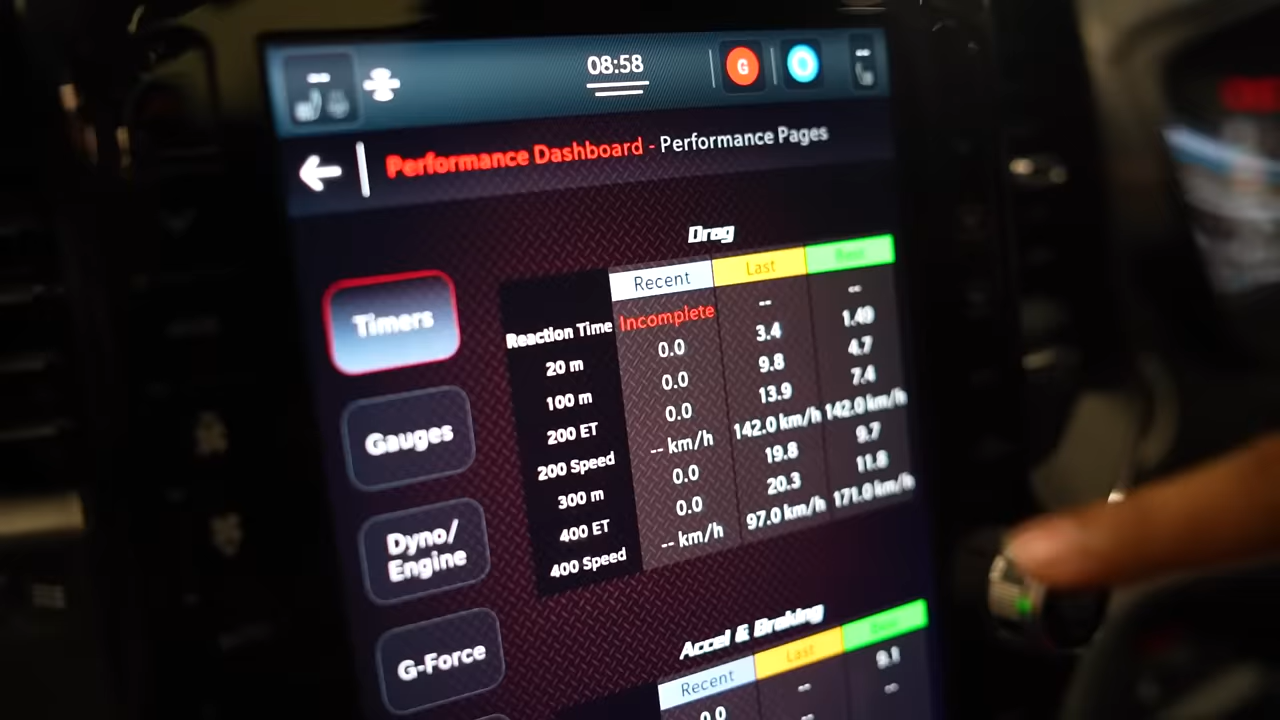 08:58
G
Performance Dashboard - Performance Pages
Drag
Recent Last Best
Reaction Time Incomplete -- --
20 m 0.0 3.4 1.49
100 m 0.0 9.8 4.7
200 ET 0.0 13.9 7.4
200 Speed -- km/h 142.0 km/h 142.0 km/h
300 m 0.0 19.8 9.7
400 ET 0.0 20.3 11.8
400 Speed -- km/h 97.0 km/h 171.0 km/h
Timers
Gauges
Dyno/
Engine
G-Force
Accel & Braking
Recent Last Best
0.0 -- 9.1
-- --